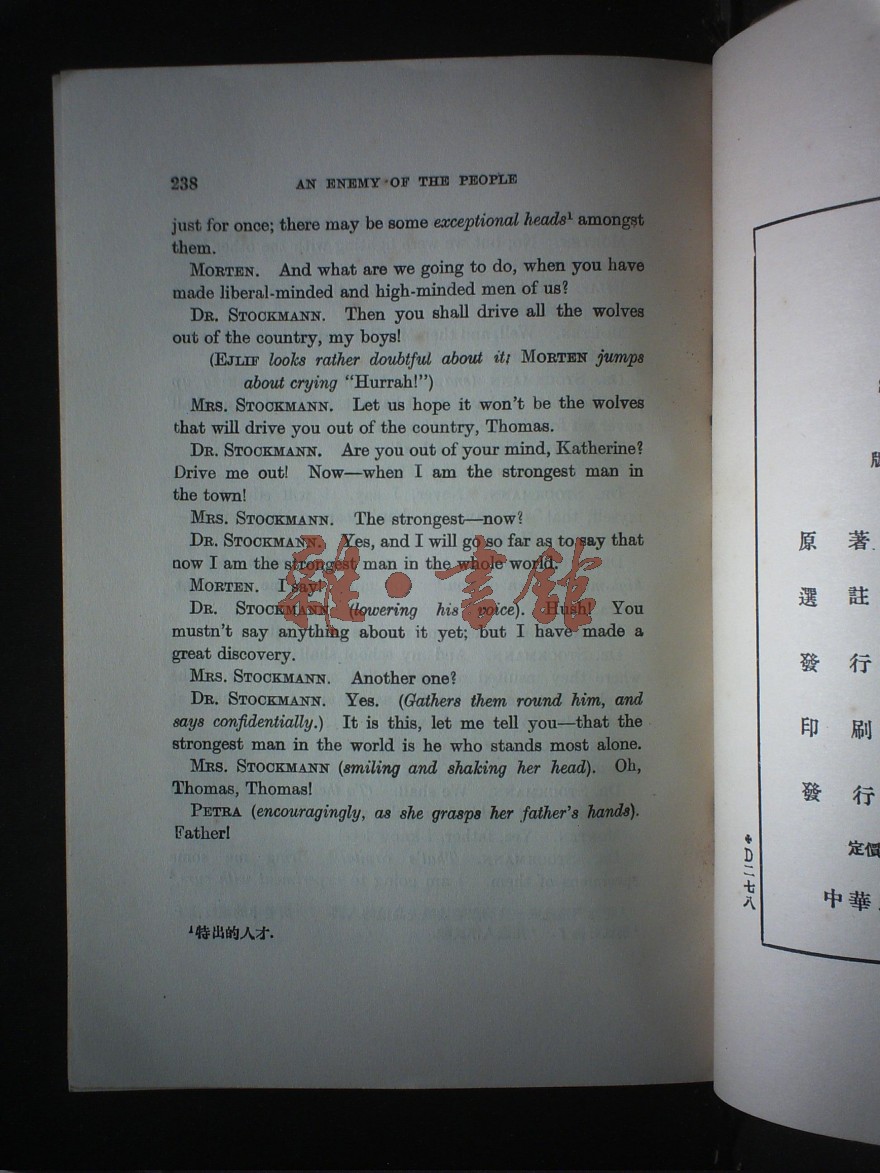 238 AN ENEMY OF THE PEOPLE
just for once; there may be some exceptional heads¹ amongst
them.
MORTEN. And what are we going to do, when you have
made liberal-minded and high-minded men of us?
DR. STOCKMANN. Then you shall drive all the wolves
out of the country, my boys!
(EJLIF looks rather doubtful about it; MORTEN jumps
about crying "Hurrah!")
MRS. STOCKMANN. Let us hope it won't be the wolves
that will drive you out of the country, Thomas.
DR. STOCKMANN. Are you out of your mind, Katherine?
Drive me out! Now—when I am the strongest man in
the town!
MRS. STOCKMANN. The strongest—now?
DR. STOCKMANN. Yes, and I will go so far as to say that
now I am the strongest man in the whole world.
MORTEN. I say!
DR. STOCKMANN (lowering his voice). Hush! You
mustn't say anything about it yet; but I have made a
great discovery.
MRS. STOCKMANN. Another one?
DR. STOCKMANN. Yes. (Gathers them round him, and
says confidentially.) It is this, let me tell you—that the
strongest man in the world is he who stands most alone.
MRS. STOCKMANN (smiling and shaking her head). Oh,
Thomas, Thomas!
PETRA (encouragingly, as she grasps her father's hands).
Father!
¹特出的人才.
雜·書館
版
原著
選註
發行
印刷
發行
定價
中華
D二七八